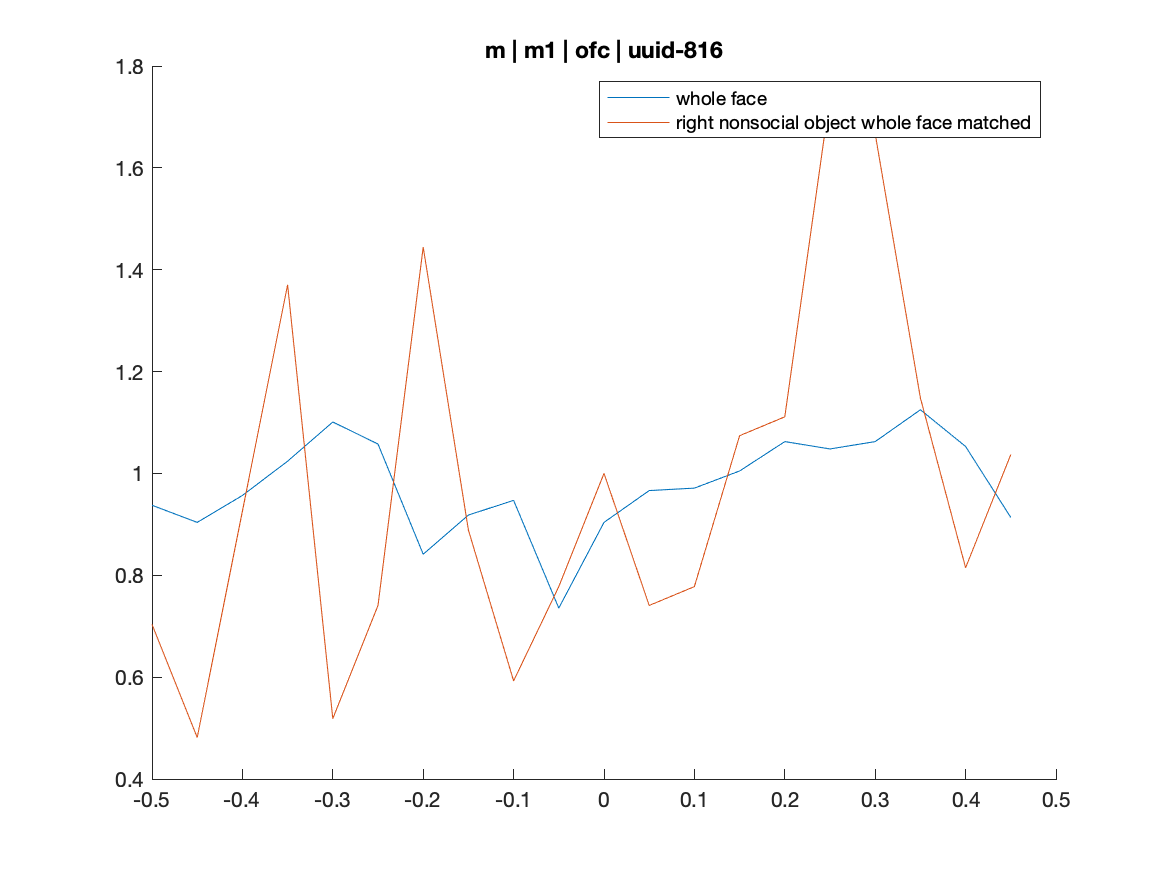 m | m1 | ofc | uuid-816
whole face
right nonsocial object whole face matched
1.8
1.6
1.4
1.2
1
0.8
0.6
0.4
-0.5 -0.4 -0.3 -0.2 -0.1 0 0.1 0.2 0.3 0.4 0.5